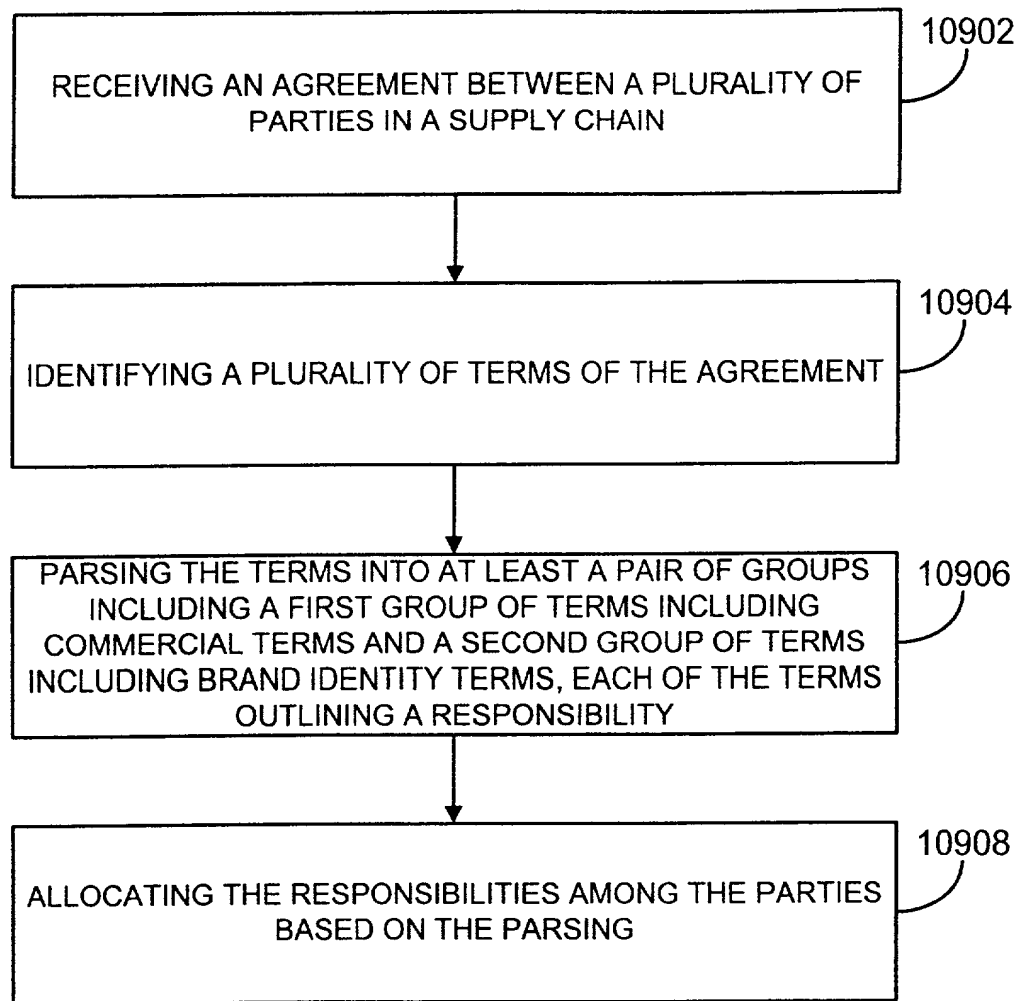 10902
RECEIVING AN AGREEMENT BETWEEN A PLURALITY OF
PARTIES IN A SUPPLY CHAIN
10904
IDENTIFYING A PLURALITY OF TERMS OF THE AGREEMENT
10906
PARSING THE TERMS INTO AT LEAST A PAIR OF GROUPS
INCLUDING A FIRST GROUP OF TERMS INCLUDING
COMMERCIAL TERMS AND A SECOND GROUP OF TERMS
INCLUDING BRAND IDENTITY TERMS, EACH OF THE TERMS
OUTLINING A RESPONSIBILITY
10908
ALLOCATING THE RESPONSIBILITIES AMONG THE PARTIES
BASED ON THE PARSING